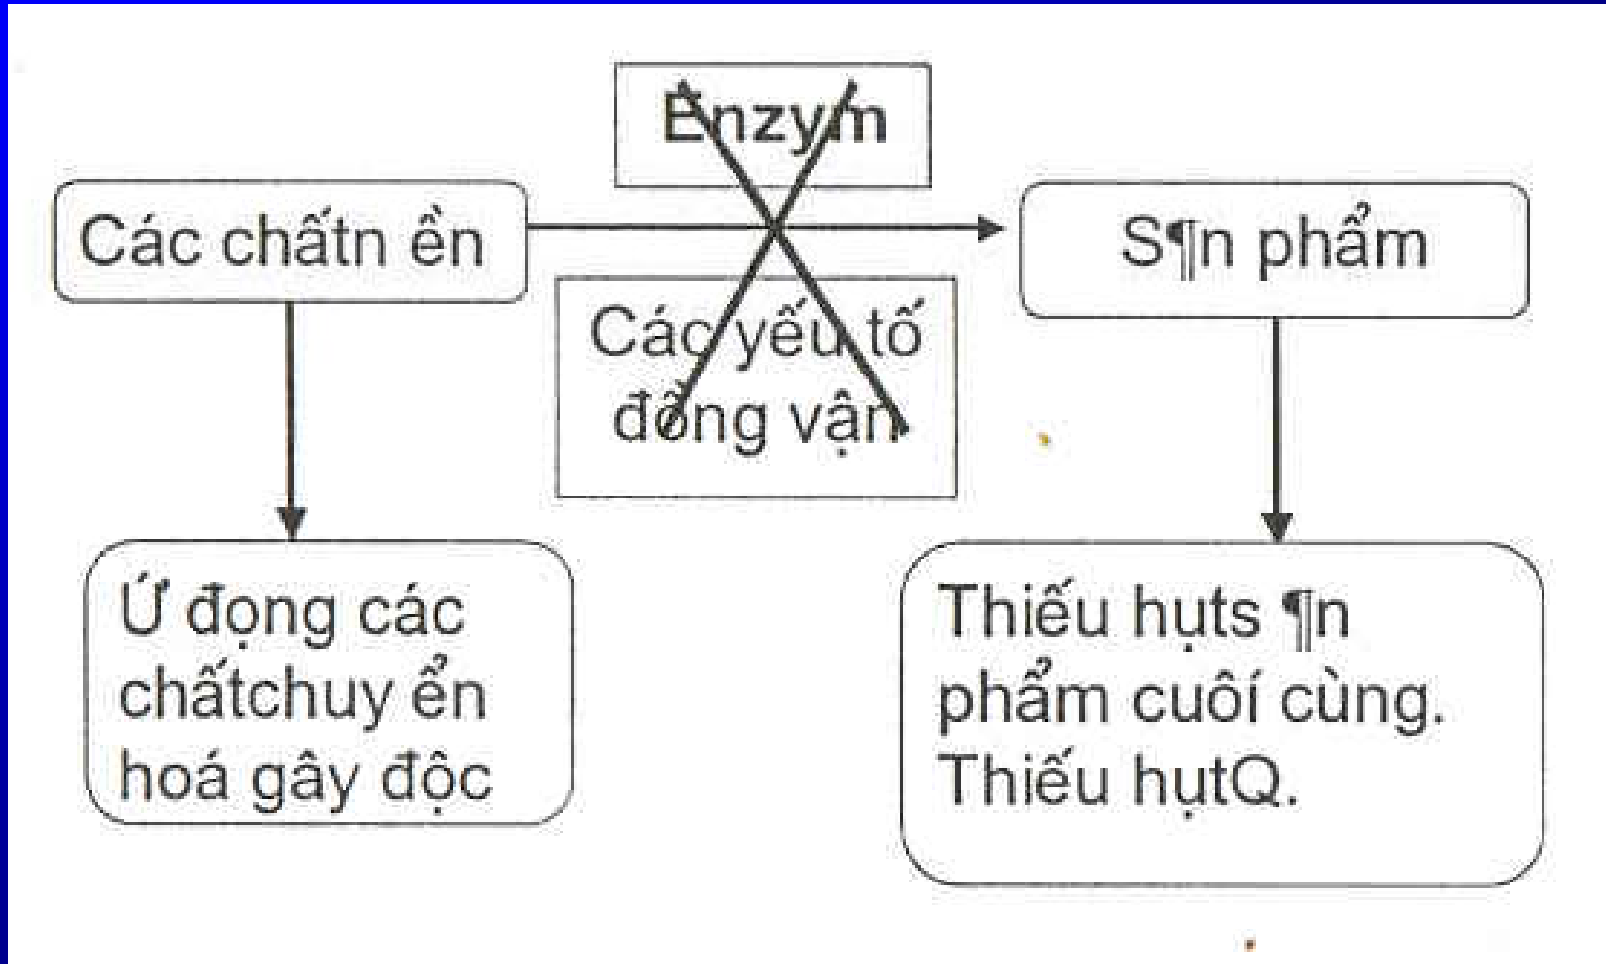 Enzym
Các chấtn ền
S¶n phẩm
Các yếu tố
đồng vận
Ứ đọng các
chấtchuy ển
hoá gây độc
Thiếu hụts ¶n
phẩm cuôí cùng.
Thiếu hụtQ.